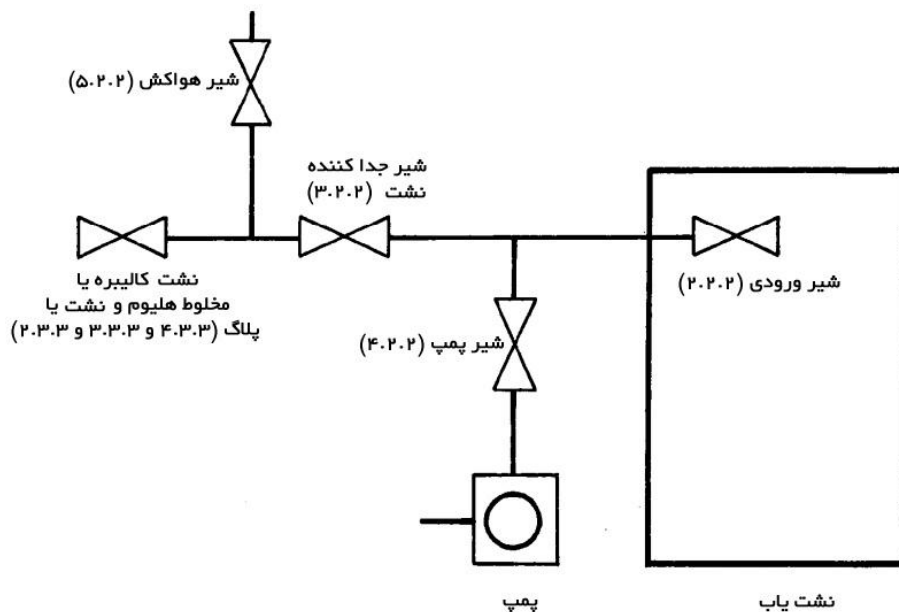 شیر هواکش (۵.۲.۲)
شیر جدا کننده
نشت (۳.۲.۲)
نشت کالیبره یا
مخلوط هلیوم و نشت یا
پلاگ (۴.۳.۳ و ۳.۳.۳ و ۲.۳.۳)
شیر ورودی (۲.۲.۲)
شیر پمپ (۴.۲.۲)
پمپ
نشت یاب